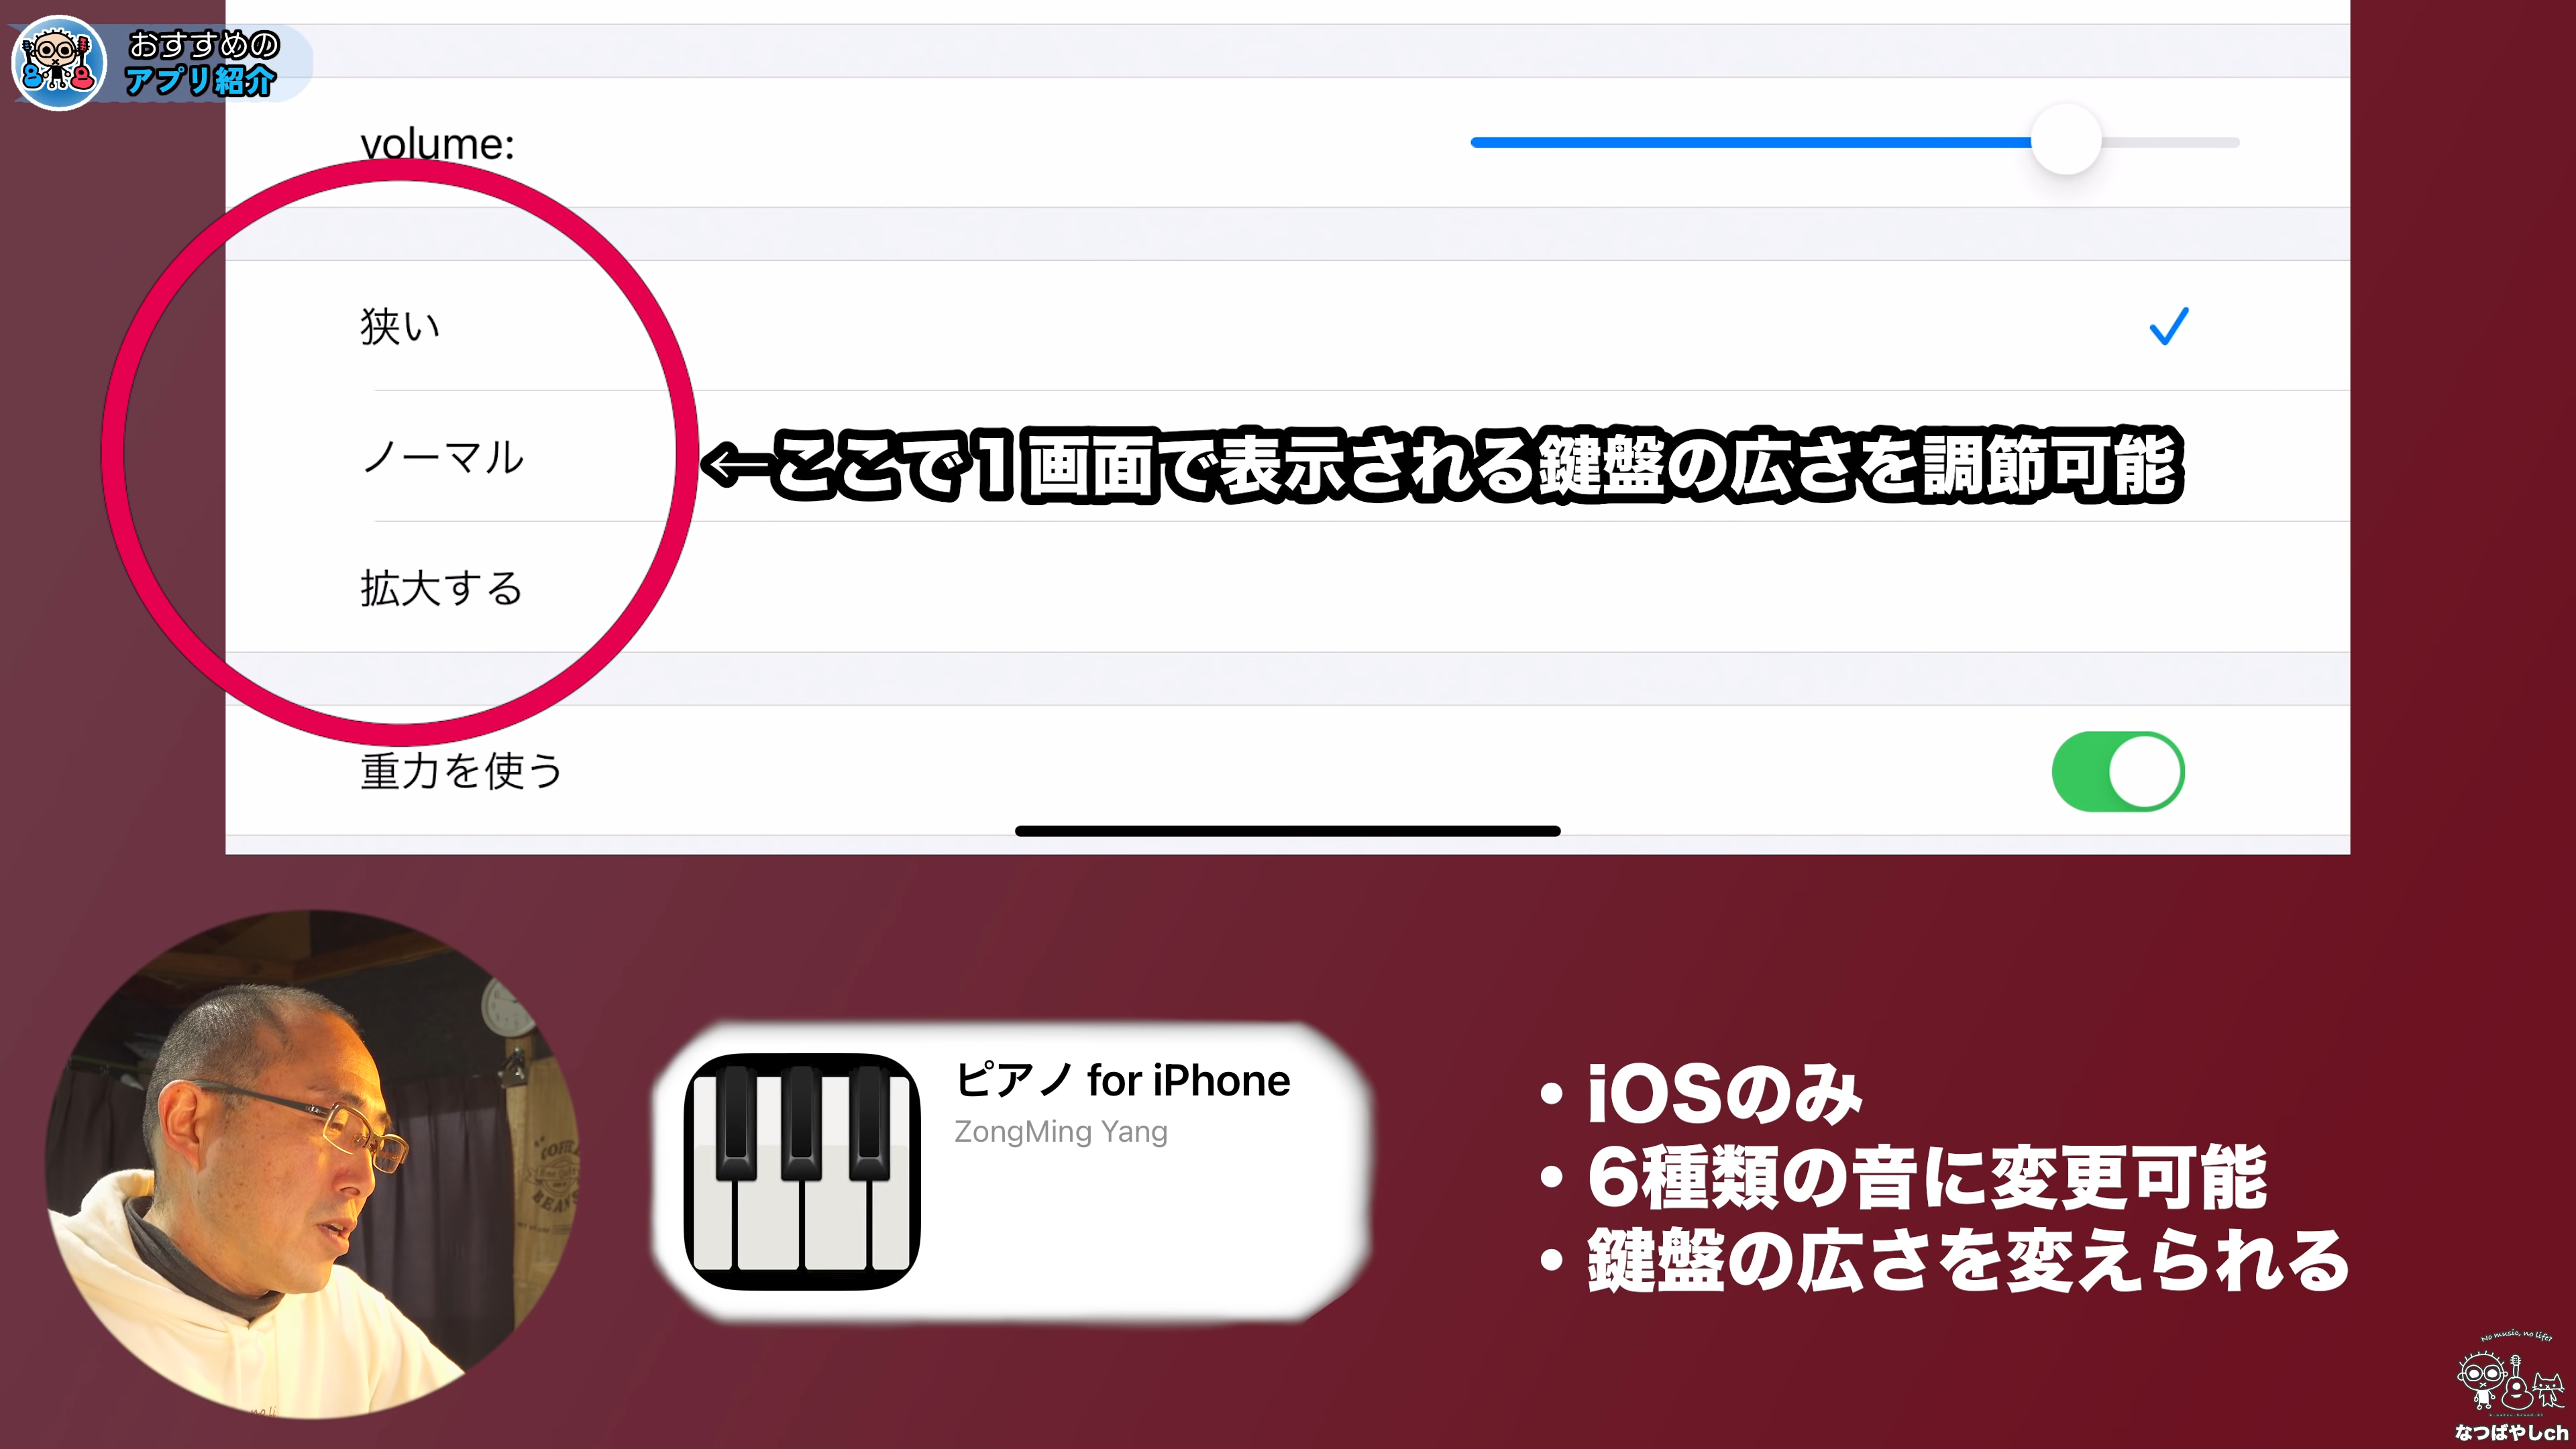 おすすめの
アプリ紹介
volume:
狭い
ノーマル
←ここで1画面で表示される鍵盤の広さを調節可能
拡大する
重力を使う
ピアノ for iPhone
ZongMing Yang
• iOSのみ
• 6種類の音に変更可能
• 鍵盤の広さを変えられる
No music, no life?
なつばやしch